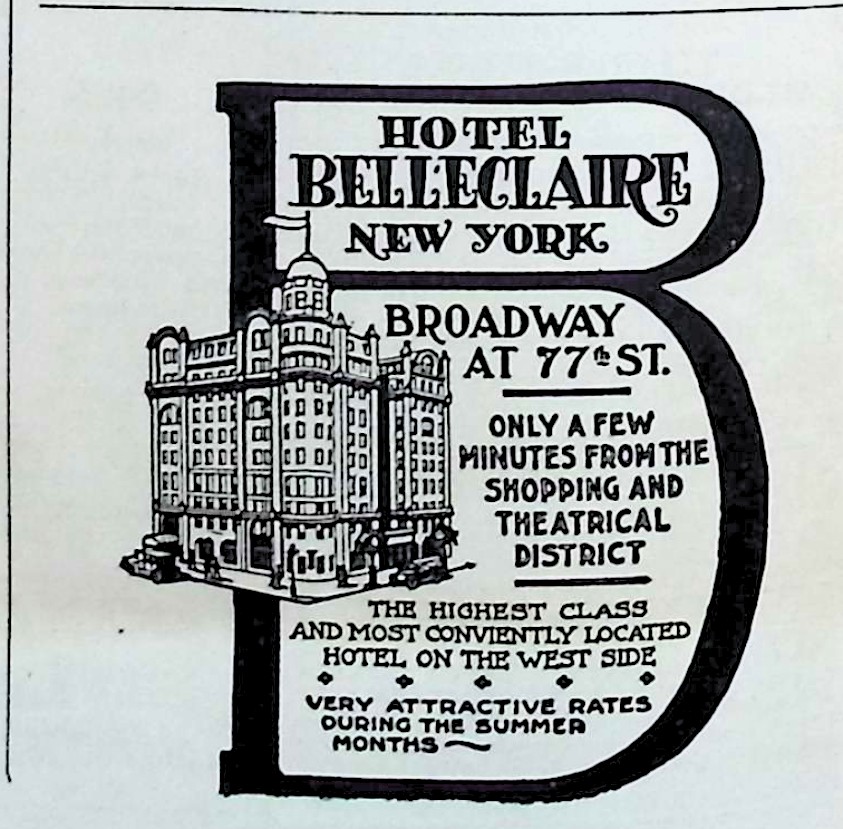 HOTEL
BELLECLAIRE
NEW YORK
BROADWAY
AT 77th ST.
ONLY A FEW
MINUTES FROM THE
SHOPPING AND
THEATRICAL
DISTRICT
THE HIGHEST CLASS
AND MOST CONVIENTLY LOCATED
HOTEL ON THE WEST SIDE
VERY ATTRACTIVE RATES
DURING THE SUMMER
MONTHS